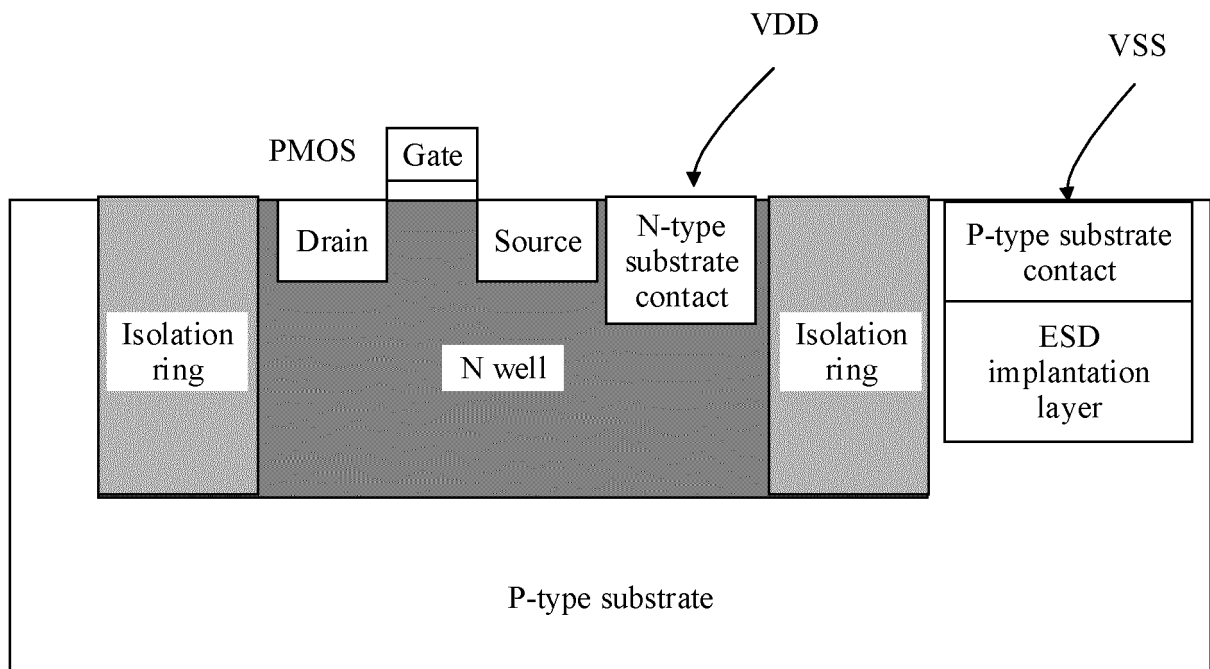 VDD
VSS
PMOS
Gate
Drain
Source
N-type
substrate
contact
P-type substrate
contact
Isolation
ring
N well
Isolation
ring
ESD
implantation
layer
P-type substrate